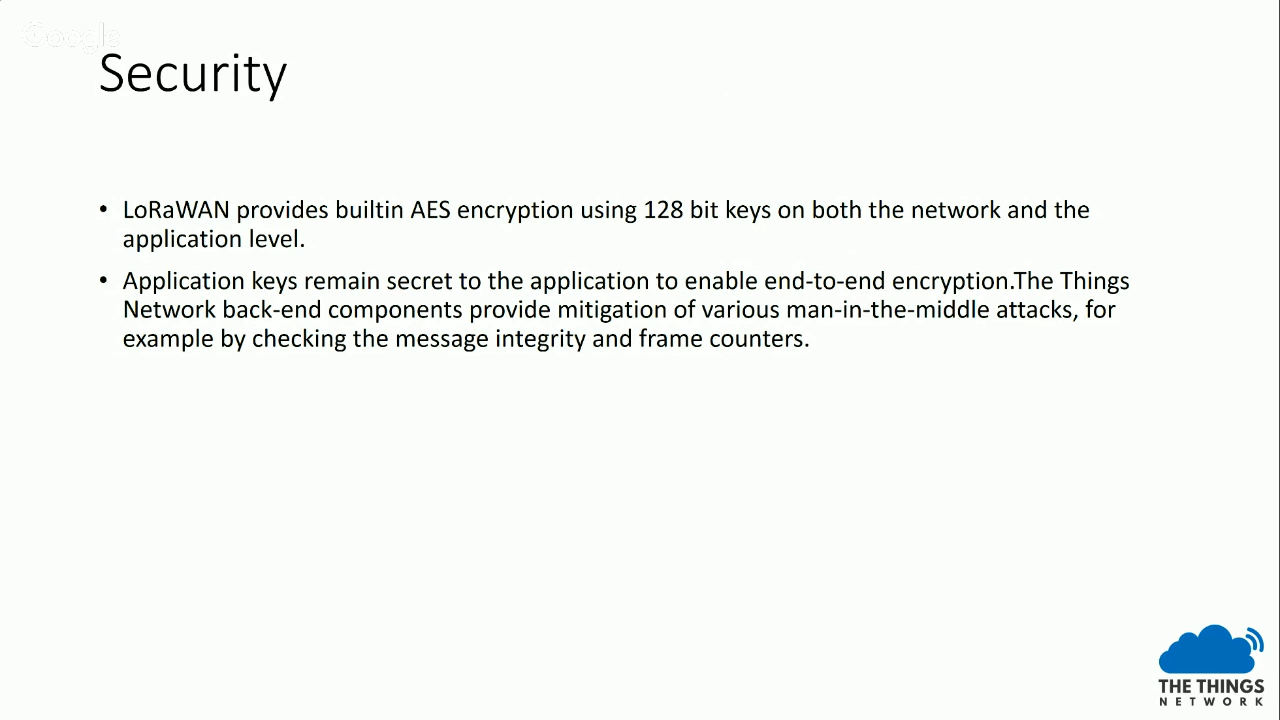 Google
Security
• LoRaWAN provides builtin AES encryption using 128 bit keys on both the network and the
application level.
• Application keys remain secret to the application to enable end-to-end encryption.The Things
Network back-end components provide mitigation of various man-in-the-middle attacks, for
example by checking the message integrity and frame counters.
THE THINGS
NETWORK